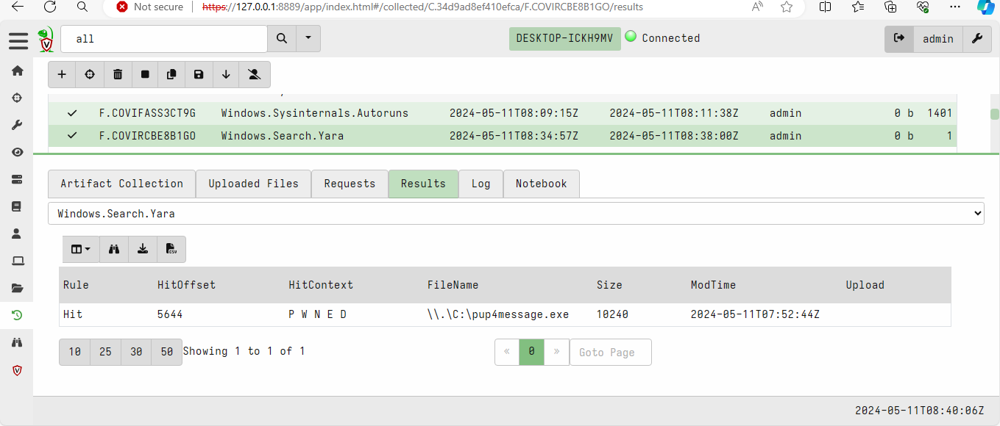 Not secure https://127.0.0.1:8889/app/index.html#/collected/C.34d9ad8ef410efca/F.COVIRCBE8B1GO/results
all DESKTOP-ICKH9MV Connected admin
F.COVIFASS3CT9G Windows.Sysinternals.Autoruns 2024-05-11T08:09:15Z 2024-05-11T08:11:38Z admin 0 b 1401
F.COVIRCBE8B1GO Windows.Search.Yara 2024-05-11T08:34:57Z 2024-05-11T08:38:00Z admin 0 b 1
Artifact Collection Uploaded Files Requests Results Log Notebook
Windows.Search.Yara
Rule HitOffset HitContext FileName Size ModTime Upload
Hit 5644 P W N E D \\.\C:\pup4message.exe 10240 2024-05-11T07:52:44Z
10 25 30 50 Showing 1 to 1 of 1 « 0 » Goto Page
2024-05-11T08:40:06Z